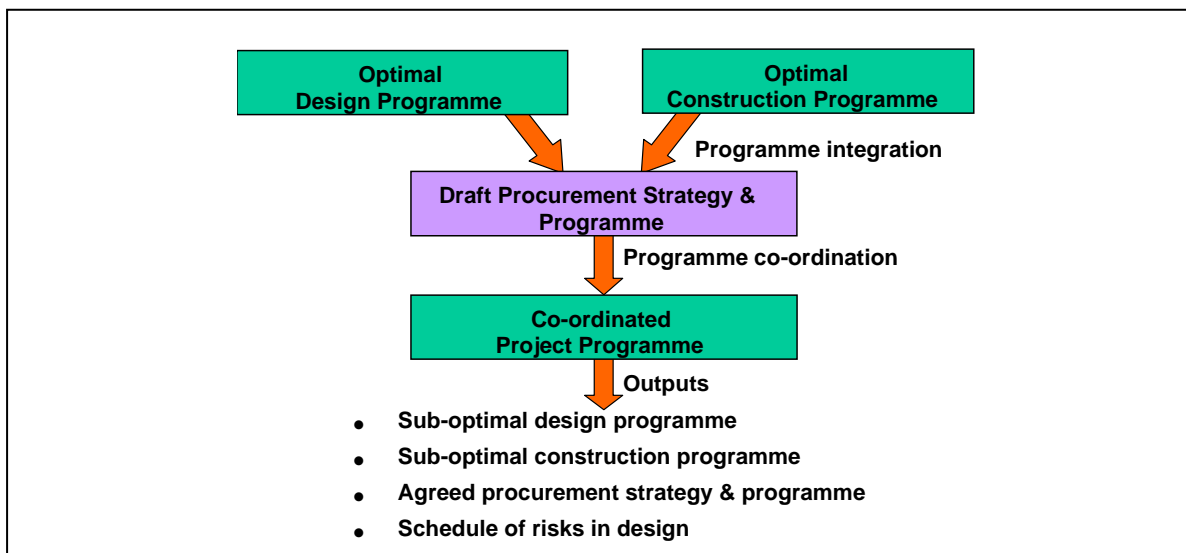 Optimal
Design Programme
Optimal
Construction Programme
Programme integration
Draft Procurement Strategy &
Programme
Programme co-ordination
Co-ordinated
Project Programme
Outputs
• Sub-optimal design programme
• Sub-optimal construction programme
• Agreed procurement strategy & programme
• Schedule of risks in design